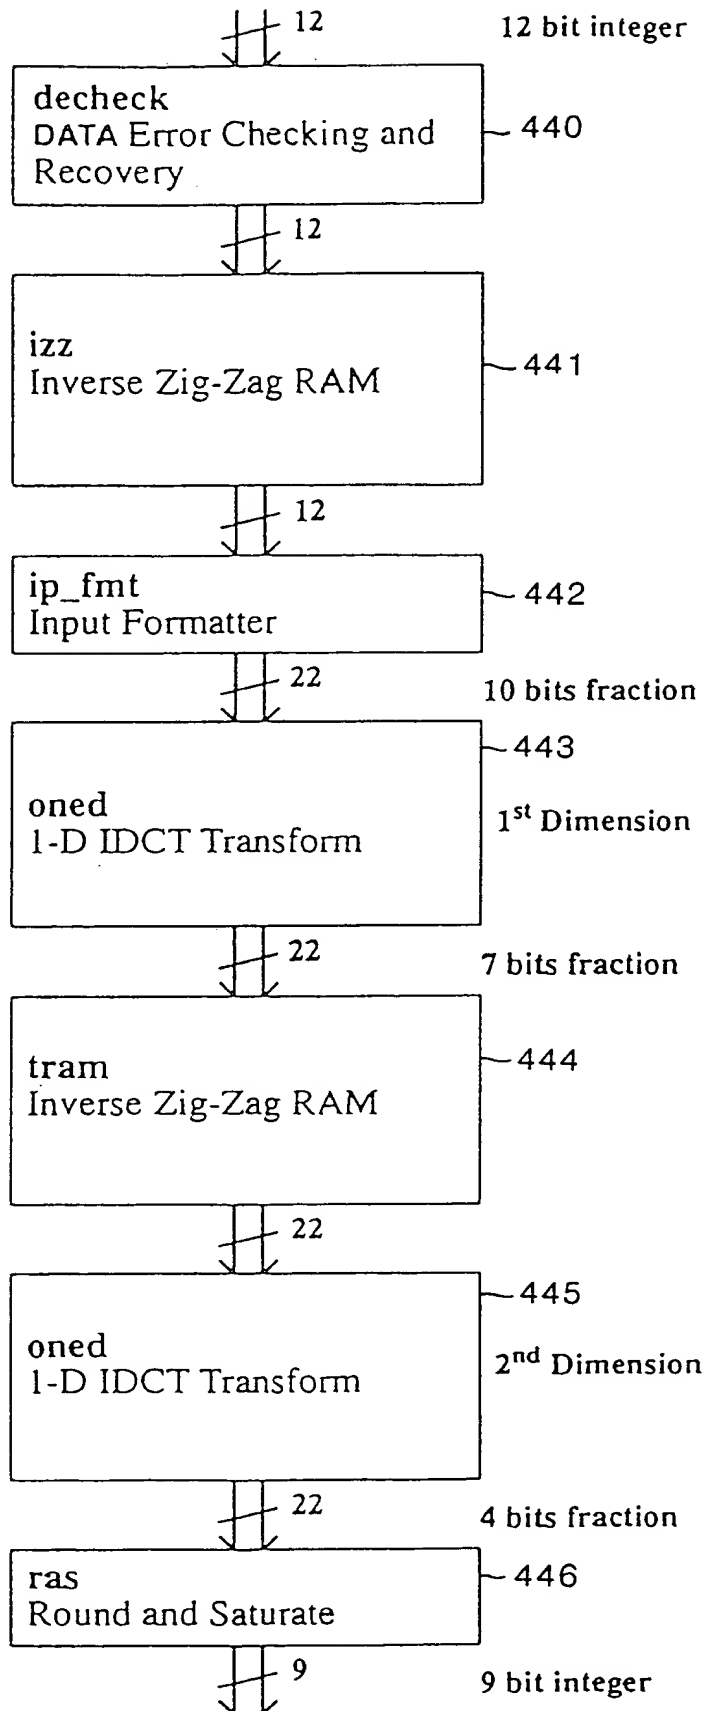 12
12 bit integer
decheck
DATA Error Checking and
Recovery
440
12
izz
Inverse Zig-Zag RAM
441
12
ip_fmt
Input Formatter
442
22
10 bits fraction
443
oned
1-D IDCT Transform
1st Dimension
22
7 bits fraction
tram
Inverse Zig-Zag RAM
444
22
445
oned
1-D IDCT Transform
2nd Dimension
22
4 bits fraction
ras
Round and Saturate
446
9
9 bit integer